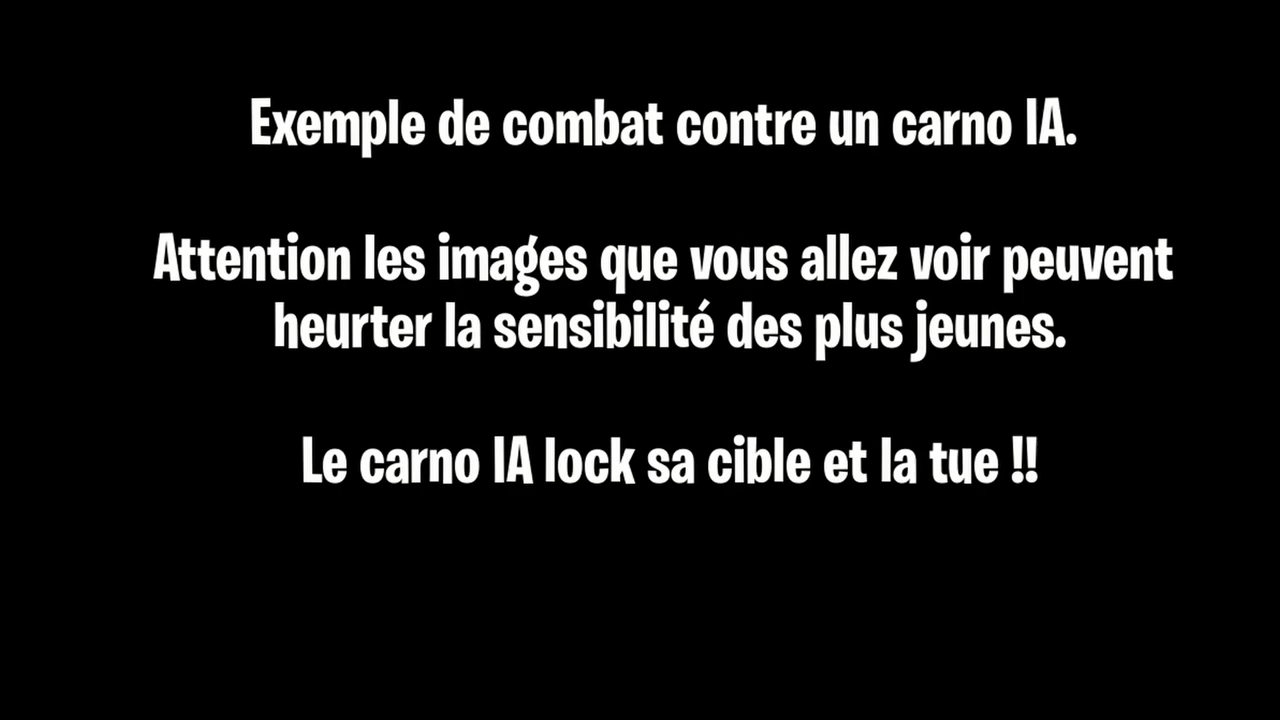 Exemple de combat contre un carno IA.
Attention les images que vous allez voir peuvent
heurter la sensibilité des plus jeunes.
Le carno IA lock sa cible et la tue !!